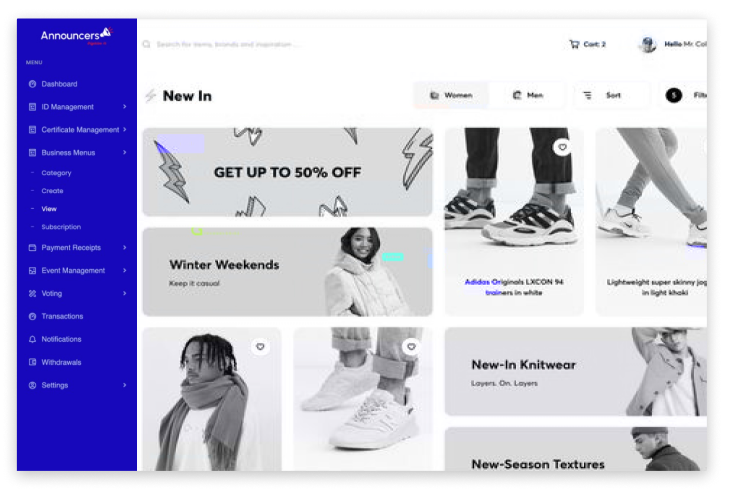 Announcers
MENU
Dashboard
ID Management
Certificate Management
Business Menus
- Category
- Create
- View
- Subscription
Payment Receipts
Event Management
Voting
Transactions
Notifications
Withdrawals
Settings
Search for items, brands and inspiration ...
Cart: 2
Hello Mr. Col
New In
Women
Men
Sort
5
Filte
GET UP TO 50% OFF
Winter Weekends
Keep it casual
Adidas Originals LXCON 94
trainers in white
Lightweight super skinny jog
in light khaki
New-In Knitwear
Layers. On. Layers
New-Season Textures